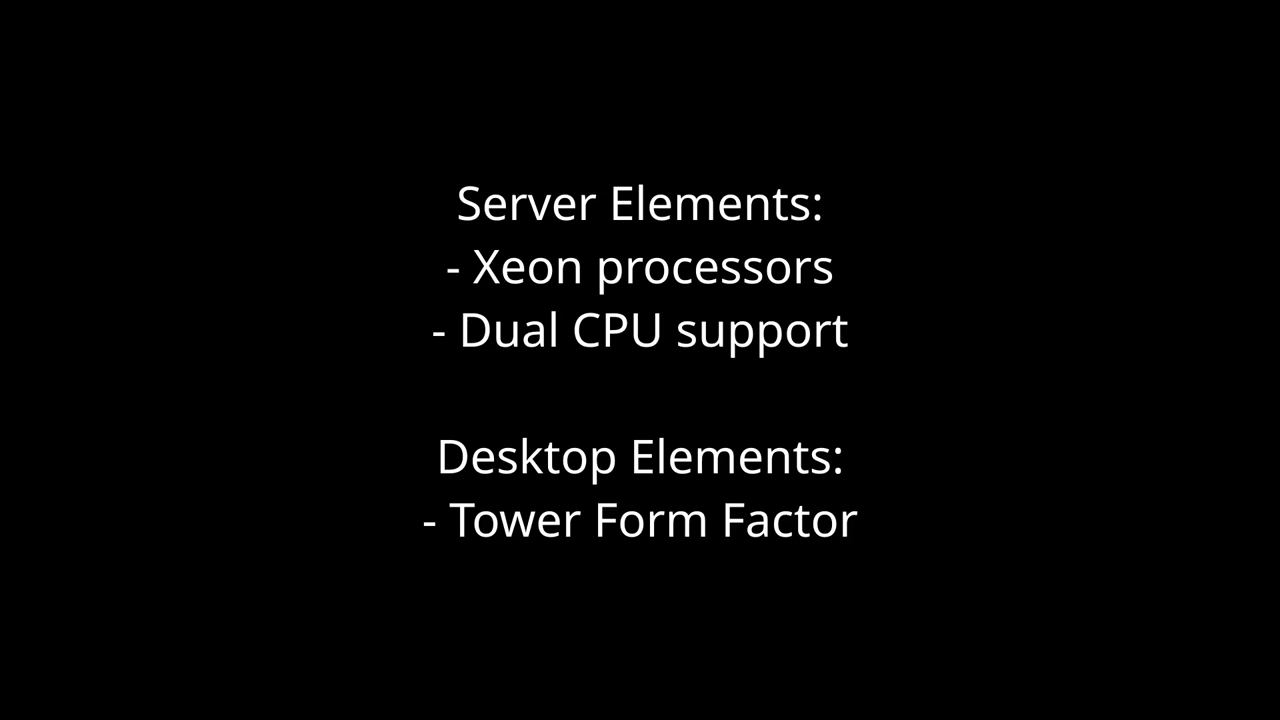 Server Elements:
- Xeon processors
- Dual CPU support
Desktop Elements:
- Tower Form Factor